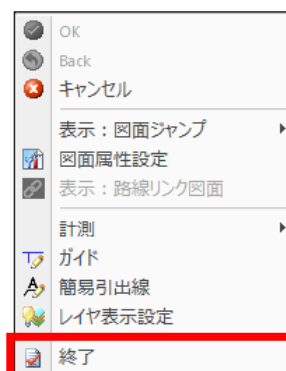 OK
Back
キャンセル
表示：図面ジャンプ
図面属性設定
表示：路線リンク図面
計測
ガイド
簡易引出線
レイヤ表示設定
終了